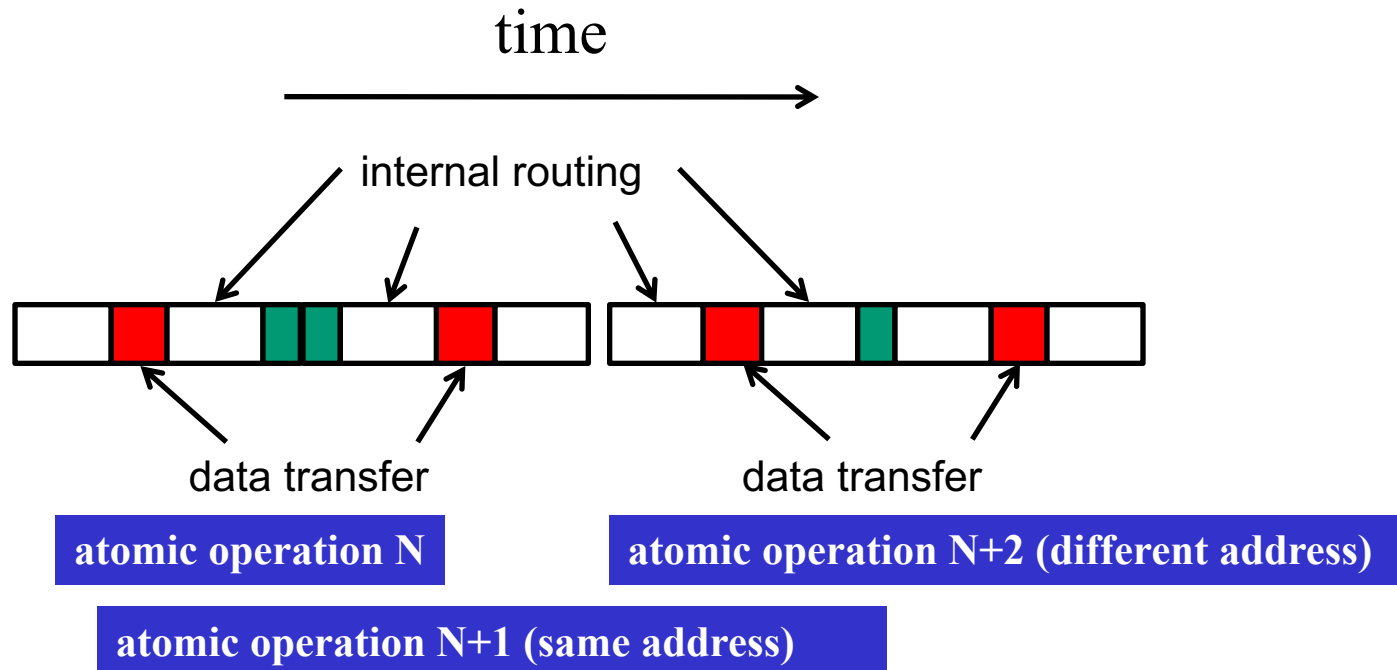 time
internal routing
data transfer
data transfer
atomic operation N
atomic operation N+2 (different address)
atomic operation N+1 (same address)